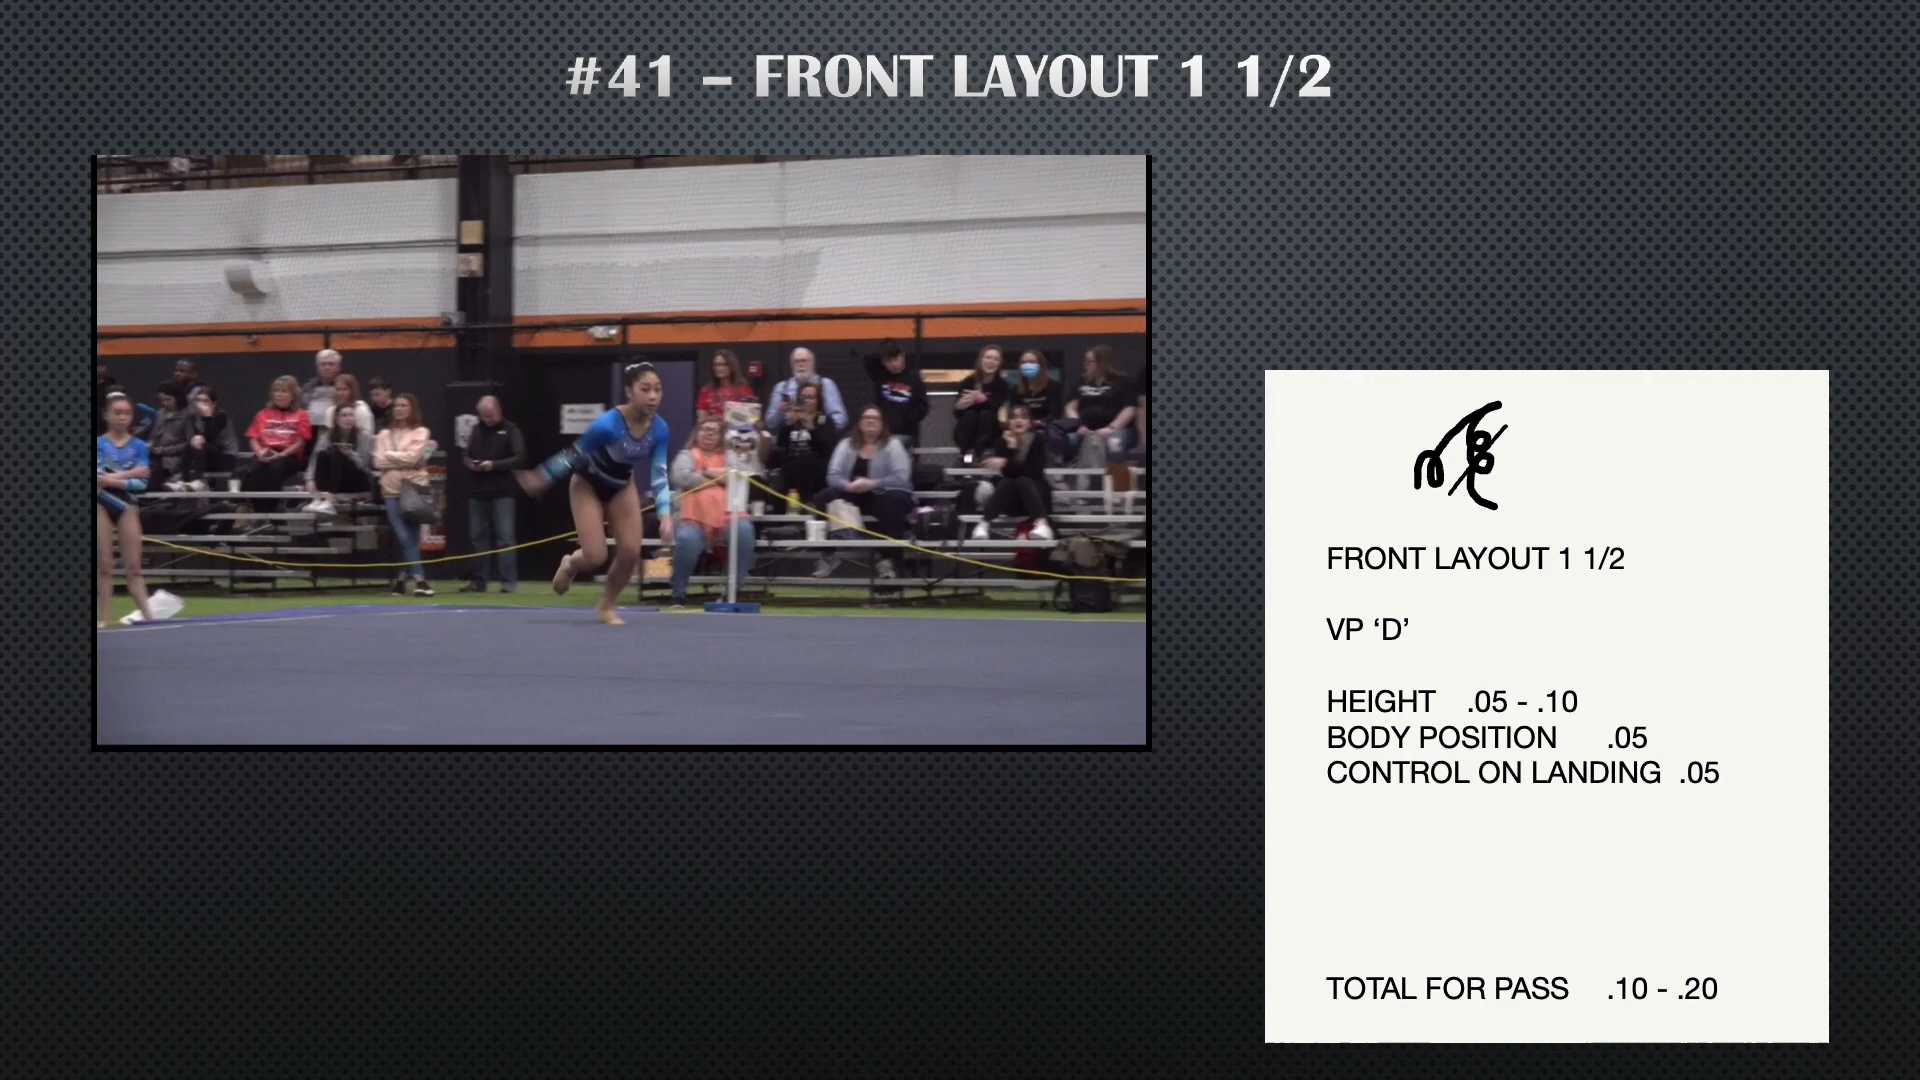 #41 – FRONT LAYOUT 1 1/2
FRONT LAYOUT 1 1/2
VP ‘D’
HEIGHT .05 - .10
BODY POSITION .05
CONTROL ON LANDING .05
TOTAL FOR PASS .10 - .20